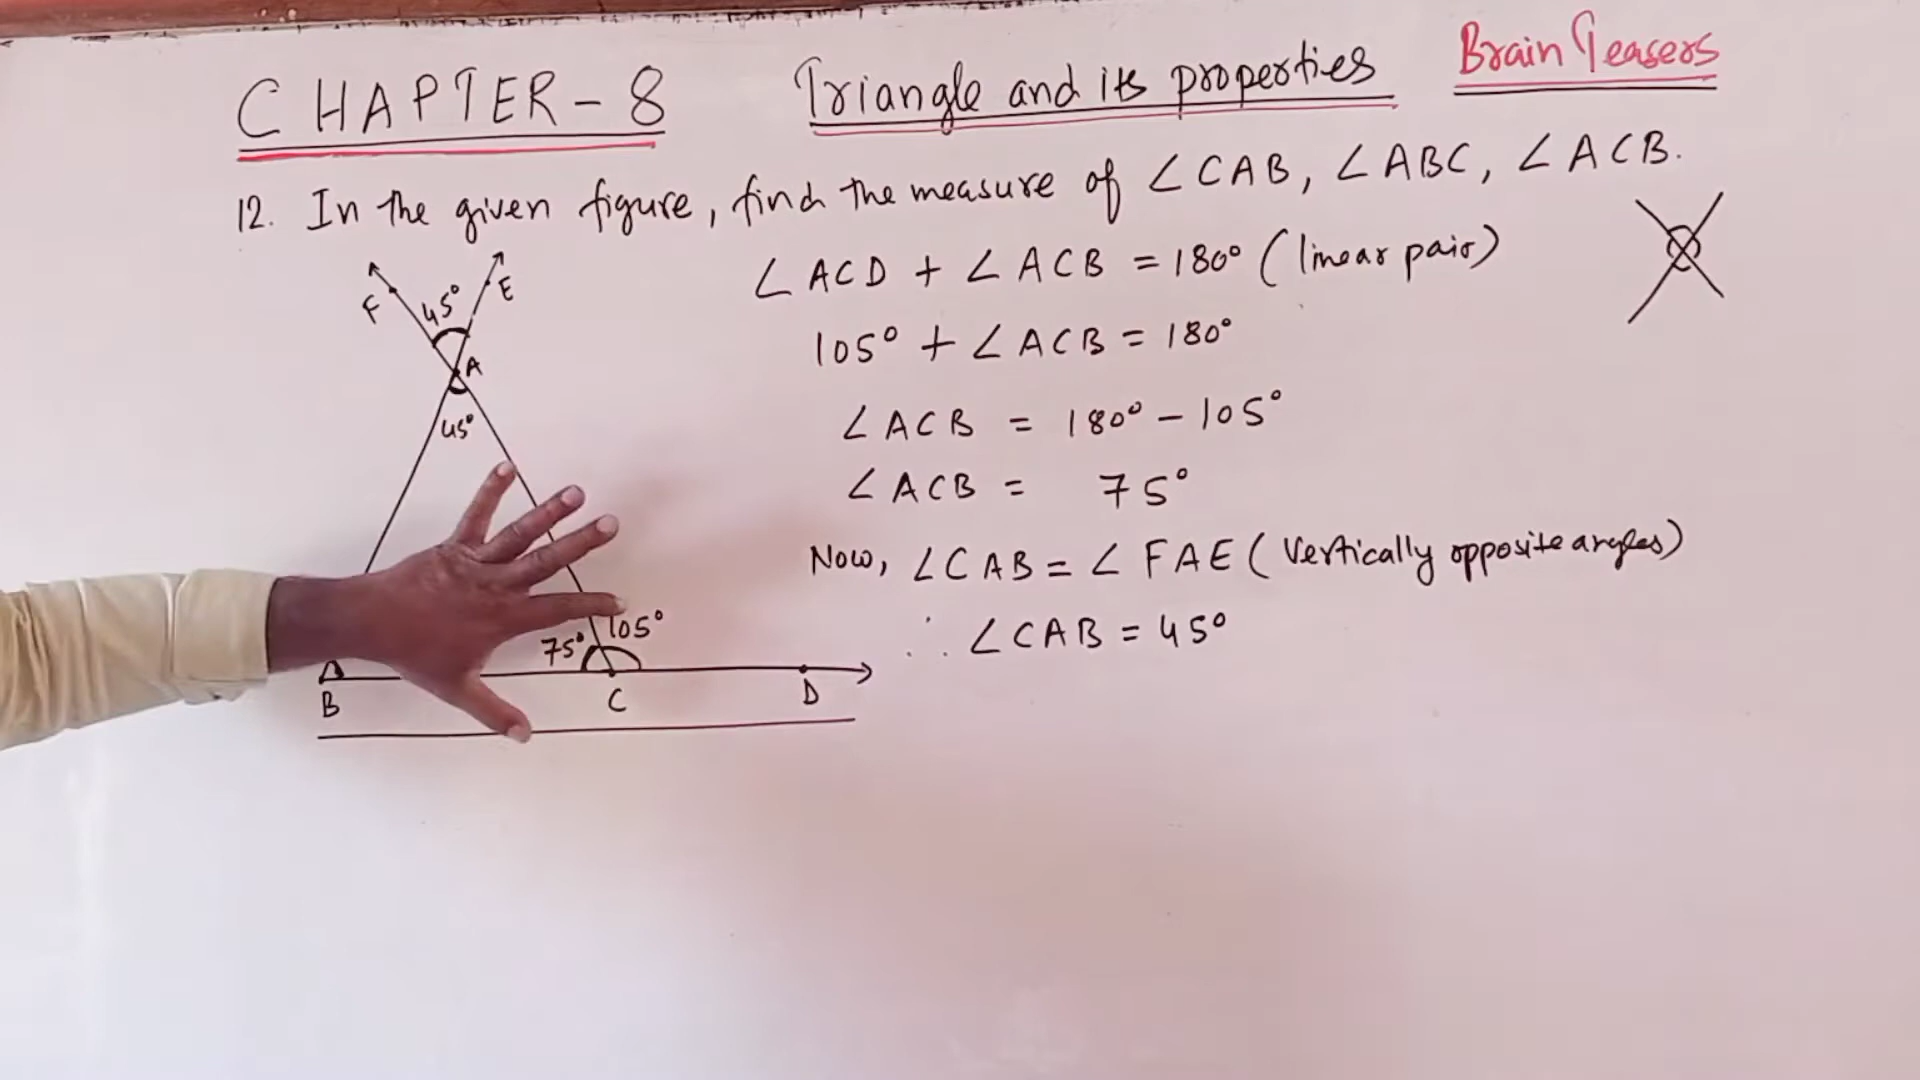 CHAPTER-8 Triangle and its properties Brain Teasers
12. In the given figure, find the measure of ∠CAB, ∠ABC, ∠ACB.
F 45° E
A
45°
75° 105°
B C D
∠ACD + ∠ACB = 180° (linear pair)
105° + ∠ACB = 180°
∠ACB = 180° - 105°
∠ACB = 75°
Now, ∠CAB = ∠FAE (Vertically opposite angles)
∴ ∠CAB = 45°